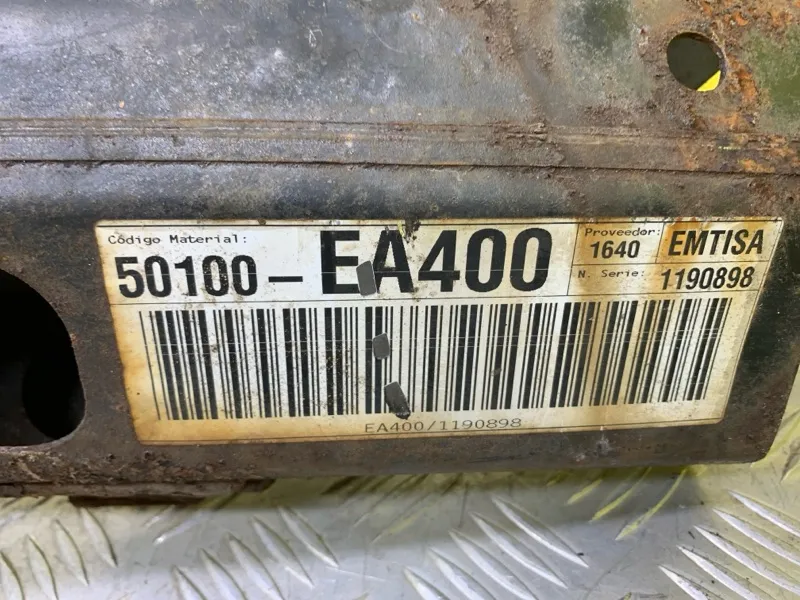 Código Material:
50100-EA400
Proveedor:
1640
EMTISA
N. Serie:
1190898
EA400/1190898